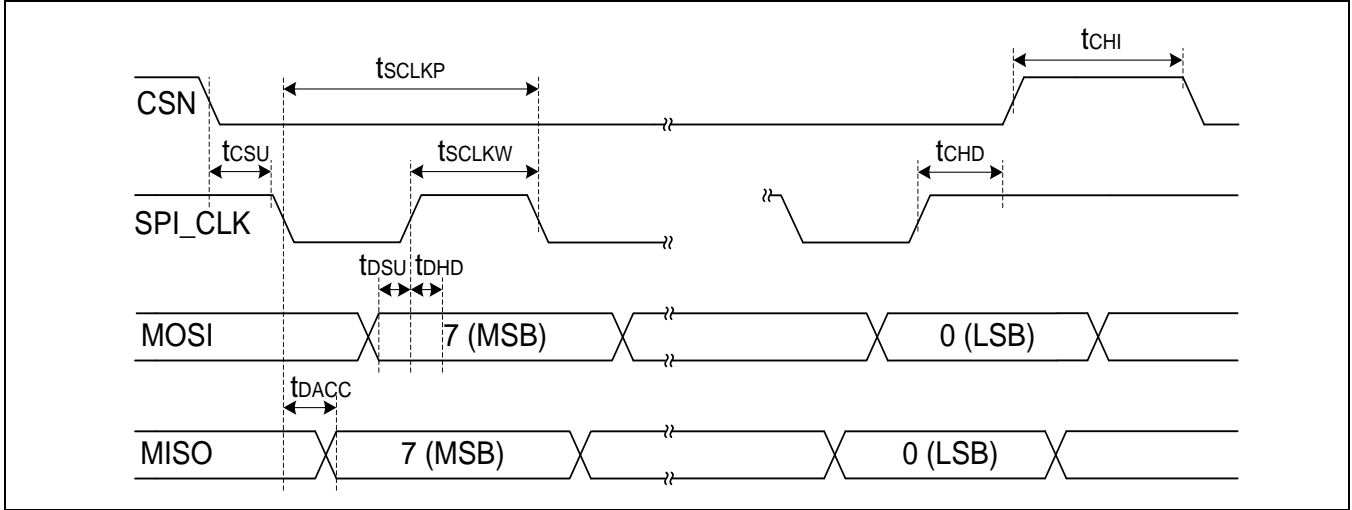 tCHI
tSCLKP
CSN
tCSU
tSCLKW
tCHD
SPI_CLK
tDSU tDHD
MOSI 7 (MSB) 0 (LSB)
tDACC
MISO 7 (MSB) 0 (LSB)